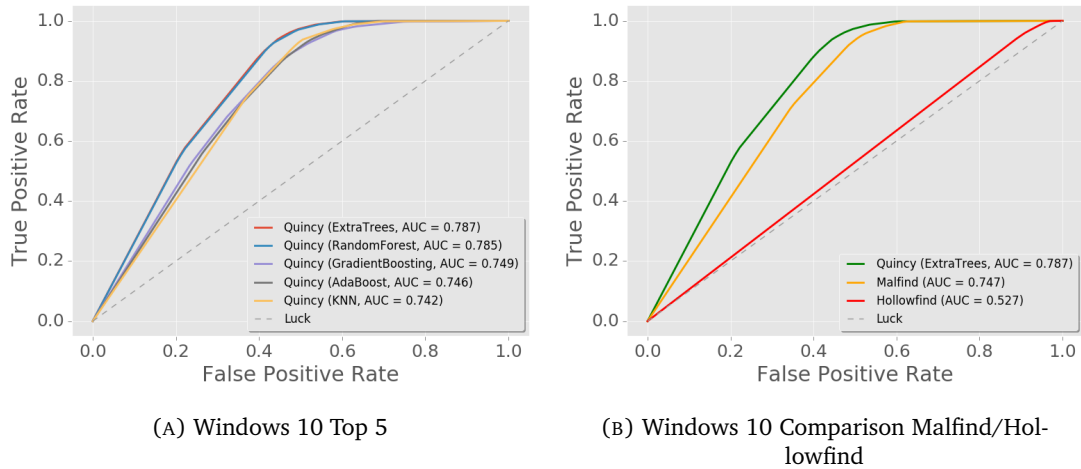 1.0
0.8
0.6
0.4
0.2
0.0
True Positive Rate
0.0 0.2 0.4 0.6 0.8 1.0
False Positive Rate
Quincy (ExtraTrees, AUC = 0.787)
Quincy (RandomForest, AUC = 0.785)
Quincy (GradientBoosting, AUC = 0.749)
Quincy (AdaBoost, AUC = 0.746)
Quincy (KNN, AUC = 0.742)
Luck
(A) Windows 10 Top 5
1.0
0.8
0.6
0.4
0.2
0.0
True Positive Rate
0.0 0.2 0.4 0.6 0.8 1.0
False Positive Rate
Quincy (ExtraTrees, AUC = 0.787)
Malfind (AUC = 0.747)
Hollowfind (AUC = 0.527)
Luck
(B) Windows 10 Comparison Malfind/Hol-
lowfind